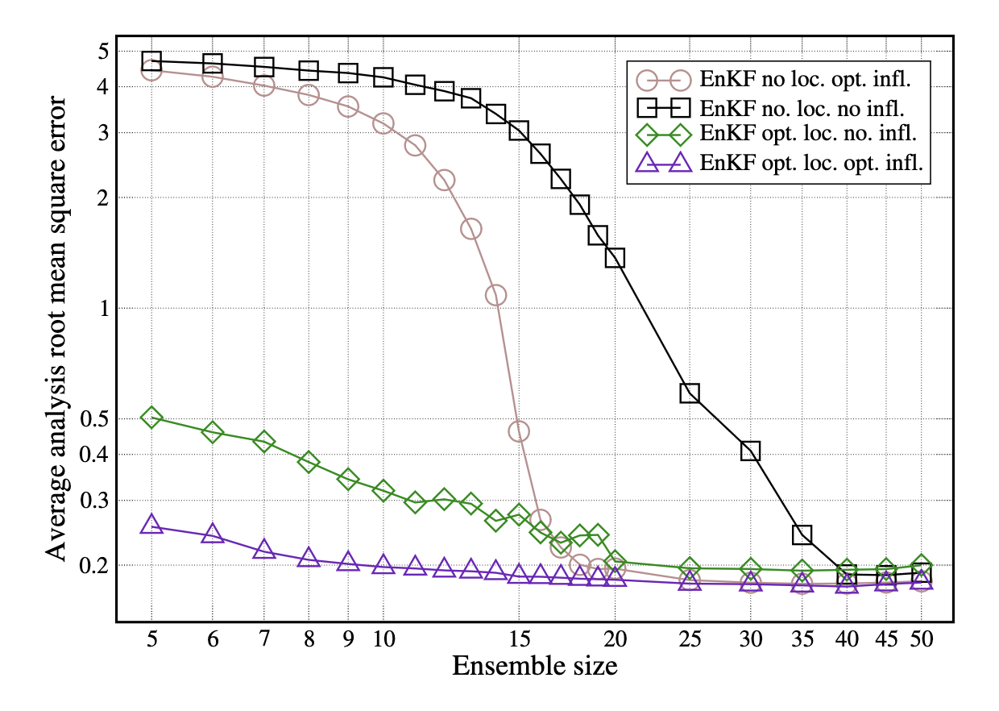 Average analysis root mean square error
5
4
3
2
1
0.5
0.4
0.3
0.2
EnKF no loc. opt. infl.
EnKF no. loc. no infl.
EnKF opt. loc. no. infl.
EnKF opt. loc. opt. infl.
5 6 7 8 9 10 15 20 25 30 35 40 45 50
Ensemble size